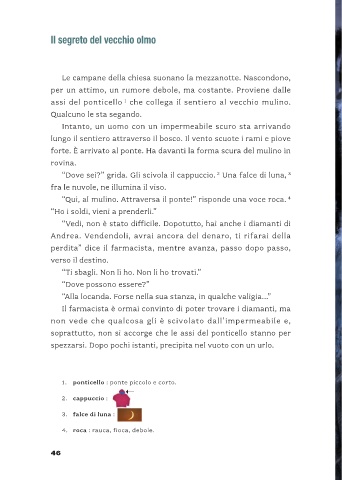 Il segreto del vecchio olmo
Le campane della chiesa suonano la mezzanotte. Nascondono,
per un attimo, un rumore debole, ma costante. Proviene dalle
assi del ponticello 1 che collega il sentiero al vecchio mulino.
Qualcuno le sta segando.
Intanto, un uomo con un impermeabile scuro sta arrivando
lungo il sentiero attraverso il bosco. Il vento scuote i rami e piove
forte. È arrivato al ponte. Ha davanti la forma scura del mulino in
rovina.
“Dove sei?” grida. Gli scivola il cappuccio. 2 Una falce di luna, 3
fra le nuvole, ne illumina il viso.
“Qui, al mulino. Attraversa il ponte!” risponde una voce roca. 4
“Ho i soldi, vieni a prenderli.”
“Vedi, non è stato difficile. Dopotutto, hai anche i diamanti di
Andrea. Vendendoli, avrai ancora del denaro, ti rifarai della
perdita” dice il farmacista, mentre avanza, passo dopo passo,
verso il destino.
“Ti sbagli. Non li ho. Non li ho trovati.”
“Dove possono essere?”
“Alla locanda. Forse nella sua stanza, in qualche valigia...”
Il farmacista è ormai convinto di poter trovare i diamanti, ma
non vede che qualcosa gli è scivolato dall’impermeabile e,
soprattutto, non si accorge che le assi del ponticello stanno per
spezzarsi. Dopo pochi istanti, precipita nel vuoto con un urlo.
1. ponticello : ponte piccolo e corto.
2. cappuccio :
3. falce di luna :
4. roca : rauca, fioca, debole.
46